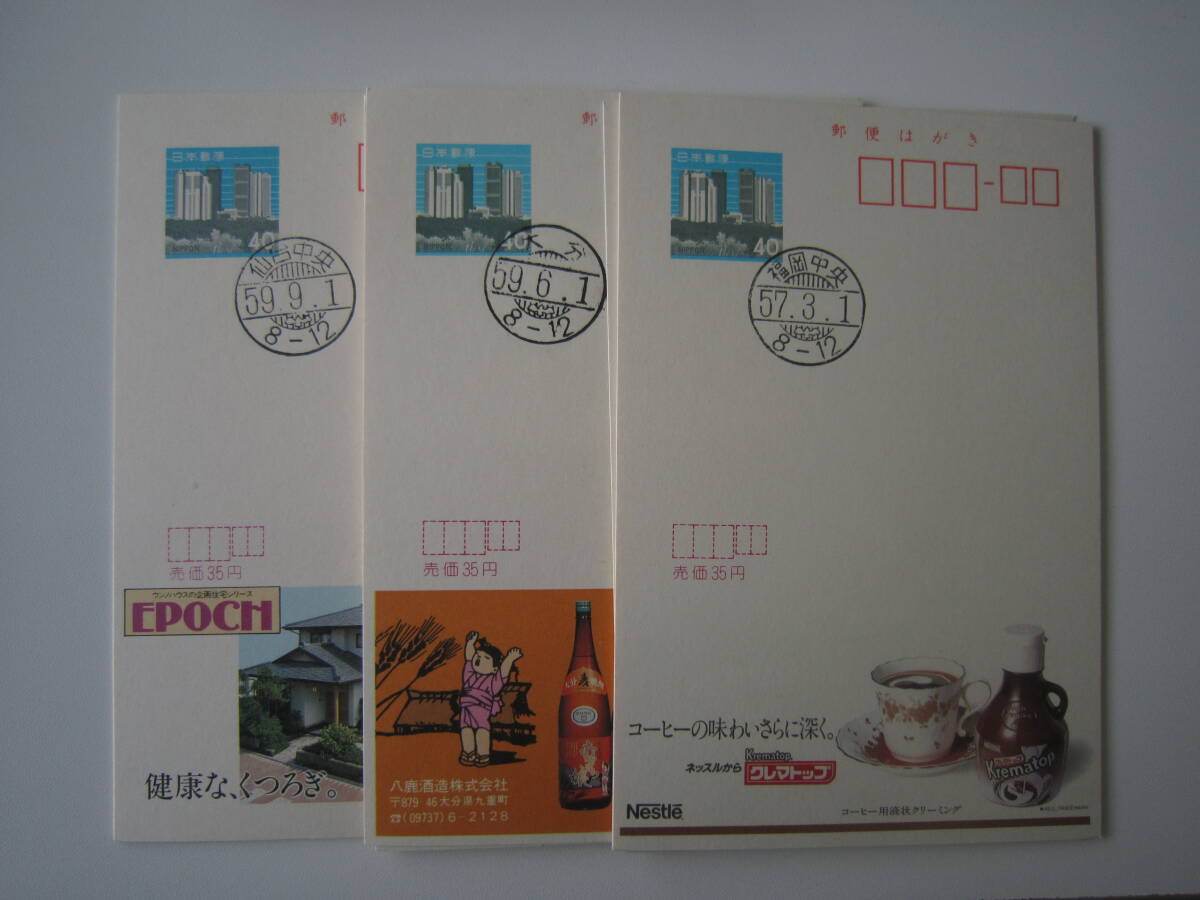 郵
日本郵便
40
NIPPON
仙台中央
59.9.1
8-12
売価35円
ウンノハウスの企画住宅シリーズ
EPOCH
健康な、くつろぎ。
郵
日本郵便
40
NIPPON
大分
59.6.1
8-12
売価35円
八鹿酒造株式会社
〒879 46 大分県九重町
☎(09737)6-2128
郵便はがき
日本郵便
40
NIPPON
福岡中央
57.3.1
8-12
売価35円
コーヒーの味わいさらに深く。
Krematop
ネッスルから クレマトップ
Krematop
Nestlé
コーヒー用液状クリーミング